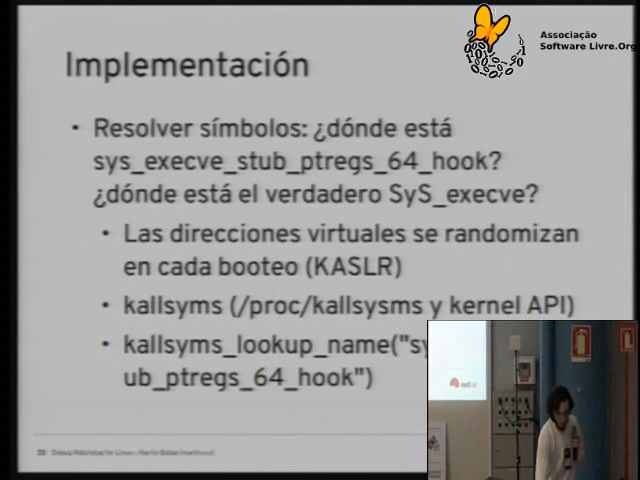 Associação
Software Livre.Org
Implementación
• Resolver símbolos: ¿dónde está
sys_execve_stub_ptregs_64_hook?
¿dónde está el verdadero SyS_execve?
• Las direcciones virtuales se randomizan
en cada booteo (KASLR)
• kallsyms (/proc/kallsysms y kernel API)
• kallsyms_lookup_name("sy
ub_ptregs_64_hook")